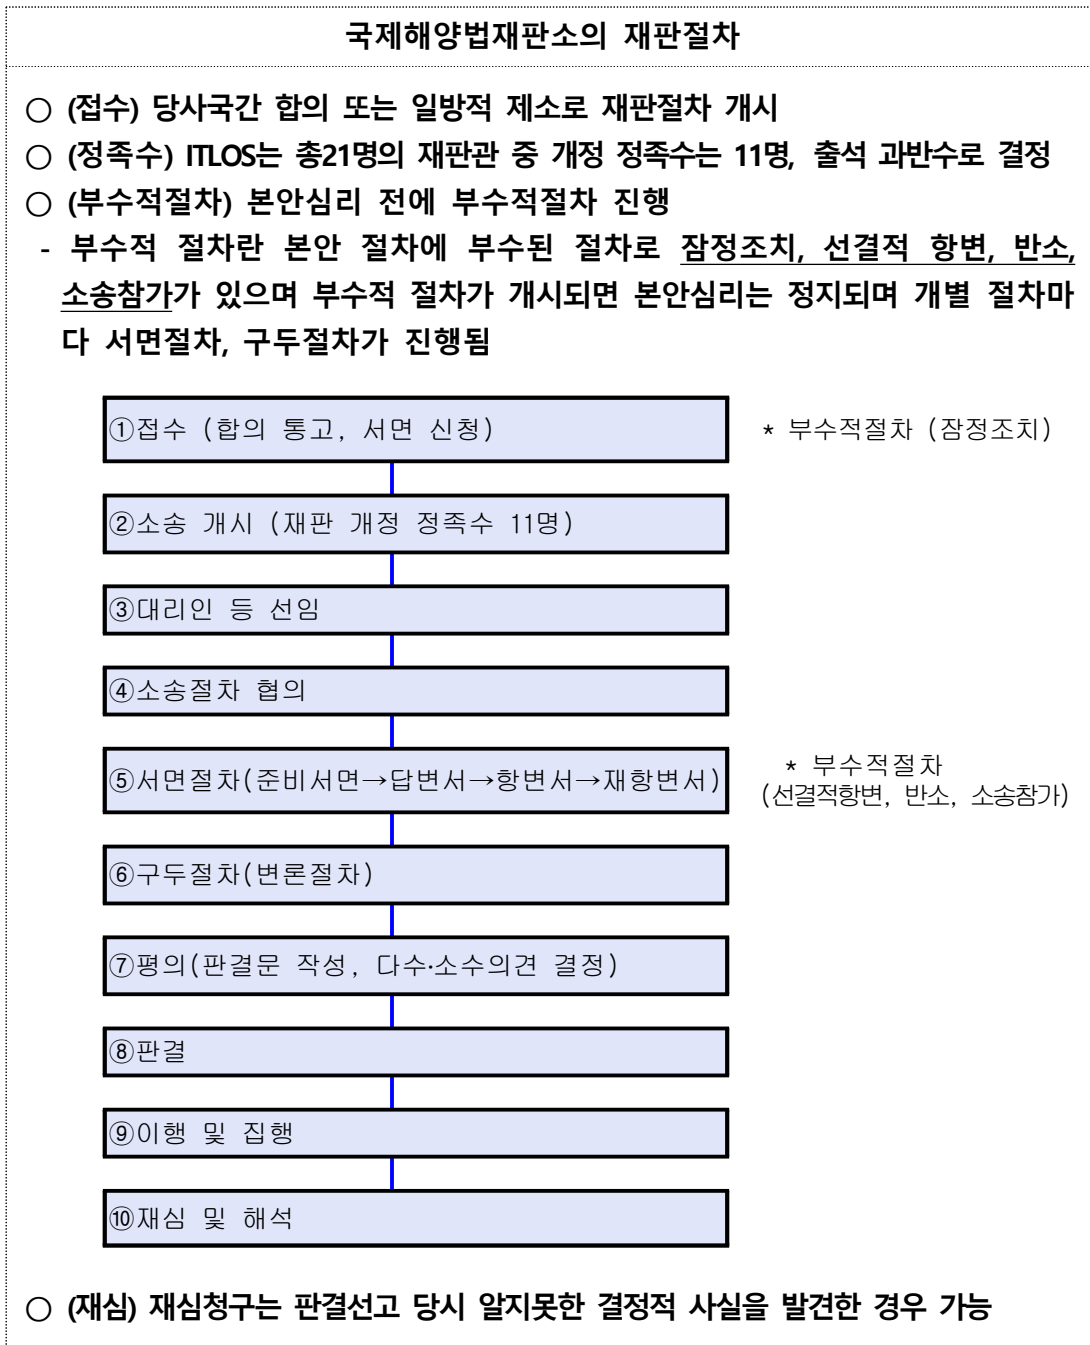 국제해양법재판소의 재판절차
○ (접수) 당사국간 합의 또는 일방적 제소로 재판절차 개시
○ (정족수) ITLOS는 총21명의 재판관 중 개정 정족수는 11명, 출석 과반수로 결정
○ (부수적절차) 본안심리 전에 부수적절차 진행
- 부수적 절차란 본안 절차에 부수된 절차로 잠정조치, 선결적 항변, 반소,
소송참가가 있으며 부수적 절차가 개시되면 본안심리는 정지되며 개별 절차마
다 서면절차, 구두절차가 진행됨
①접수 (합의 통고, 서면 신청)
* 부수적절차 (잠정조치)
②소송 개시 (재판 개정 정족수 11명)
③대리인 등 선임
④소송절차 협의
⑤서면절차(준비서면→답변서→항변서→재항변서)
* 부수적절차
(선결적항변, 반소, 소송참가)
⑥구두절차(변론절차)
⑦평의(판결문 작성, 다수·소수의견 결정)
⑧판결
⑨이행 및 집행
⑩재심 및 해석
○ (재심) 재심청구는 판결선고 당시 알지못한 결정적 사실을 발견한 경우 가능